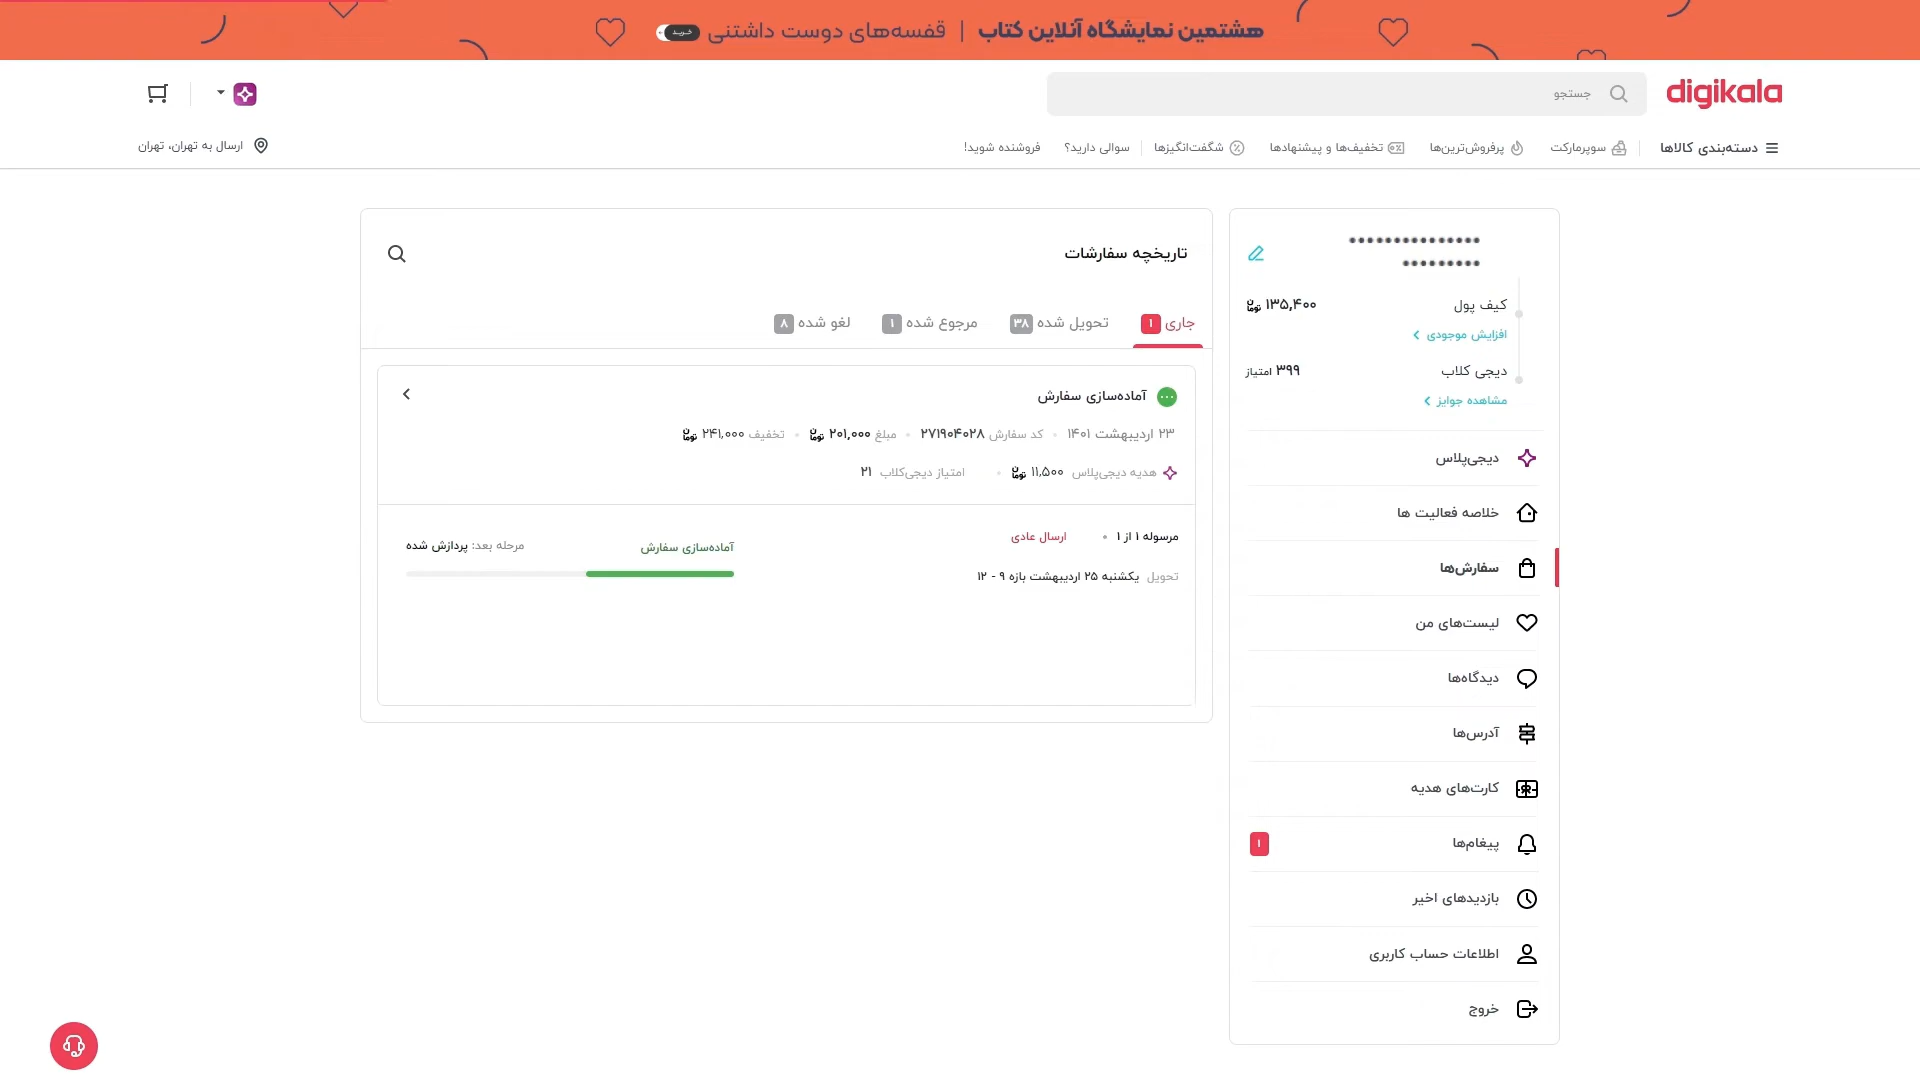 هشتمین نمایشگاه آنلاین کتاب | قفسه‌های دوست داشتنی خرید
digikala
جستجو
دسته‌بندی کالاها
سوپرمارکت
پرفروش‌ترین‌ها
تخفیف‌ها و پیشنهادها
شگفت‌انگیزها
سوالی دارید؟
فروشنده شوید!
ارسال به تهران، تهران
کیف پول ۱۳۵,۴۰۰ تومان
افزایش موجودی
دیجی کلاب ۳۹۹ امتیاز
مشاهده جوایز
دیجی‌پلاس
خلاصه فعالیت ها
سفارش‌ها
لیست‌های من
دیدگاه‌ها
آدرس‌ها
کارت‌های هدیه
پیغام‌ها ۱
بازدیدهای اخیر
اطلاعات حساب کاربری
خروج
تاریخچه سفارشات
جاری ۱
تحویل شده ۳۸
مرجوع شده ۱
لغو شده ۸
آماده‌سازی سفارش
۲۳ اردیبهشت ۱۴۰۱ • کد سفارش ۲۷۱۹۰۴۰۲۸ • مبلغ ۲۰۱,۰۰۰ تومان • تخفیف ۲۴۱,۰۰۰ تومان
هدیه دیجی‌پلاس ۱۱,۵۰۰ تومان • امتیاز دیجی‌کلاب ۲۱
مرسوله ۱ از ۱ • ارسال عادی
تحویل یکشنبه ۲۵ اردیبهشت بازه ۹ - ۱۲
آماده‌سازی سفارش
مرحله بعد: پردازش شده